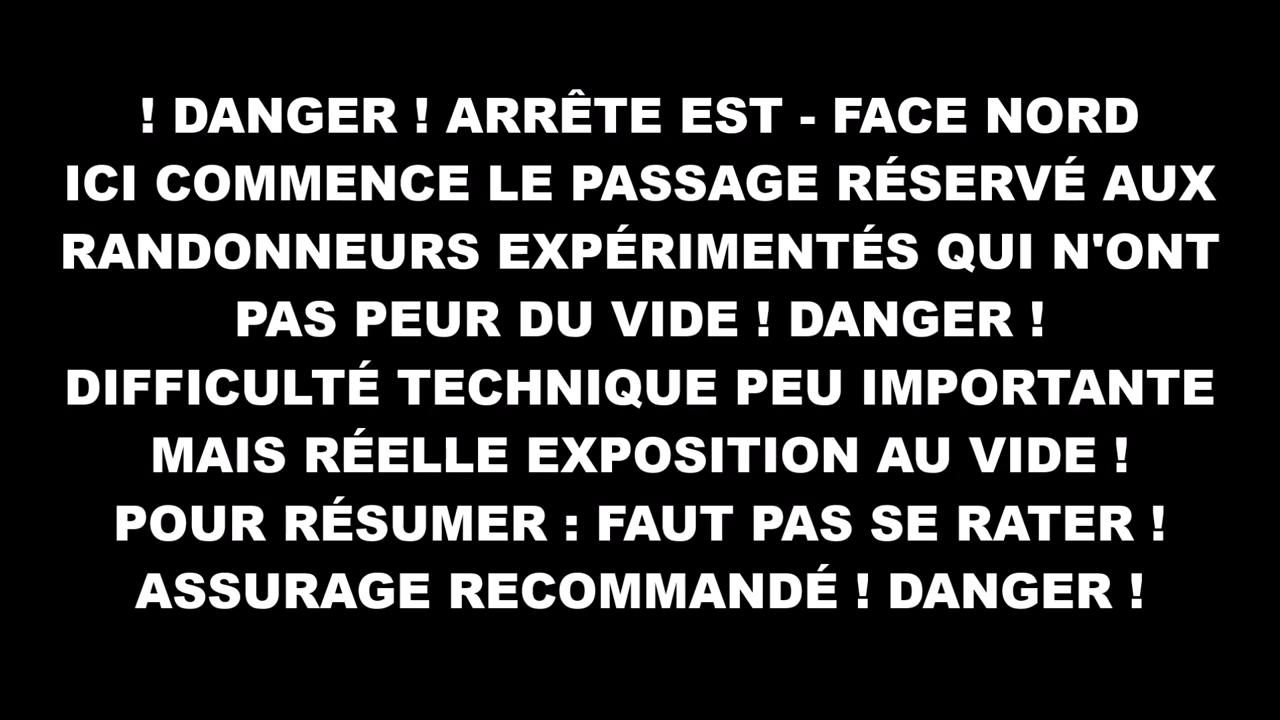 ! DANGER ! ARRÊTE EST - FACE NORD
ICI COMMENCE LE PASSAGE RÉSERVÉ AUX
RANDONNEURS EXPÉRIMENTÉS QUI N'ONT
PAS PEUR DU VIDE ! DANGER !
DIFFICULTÉ TECHNIQUE PEU IMPORTANTE
MAIS RÉELLE EXPOSITION AU VIDE !
POUR RÉSUMER : FAUT PAS SE RATER !
ASSURAGE RECOMMANDÉ ! DANGER !